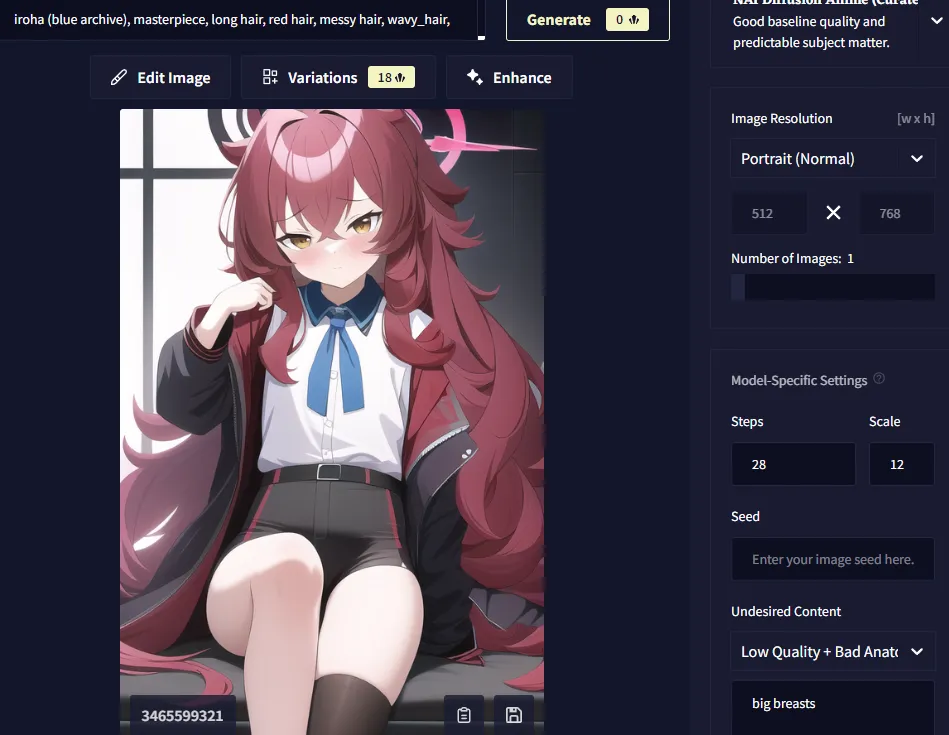 iroha (blue archive), masterpiece, long hair, red hair, messy hair, wavy_hair,
Generate 0
NAI Diffusion Anime (Curate
Good baseline quality and
predictable subject matter.
Edit Image
Variations 18
Enhance
Image Resolution [w x h]
Portrait (Normal)
512 X 768
Number of Images: 1
Model-Specific Settings
Steps Scale
28 12
Seed
Enter your image seed here.
Undesired Content
Low Quality + Bad Anato
big breasts
3465599321